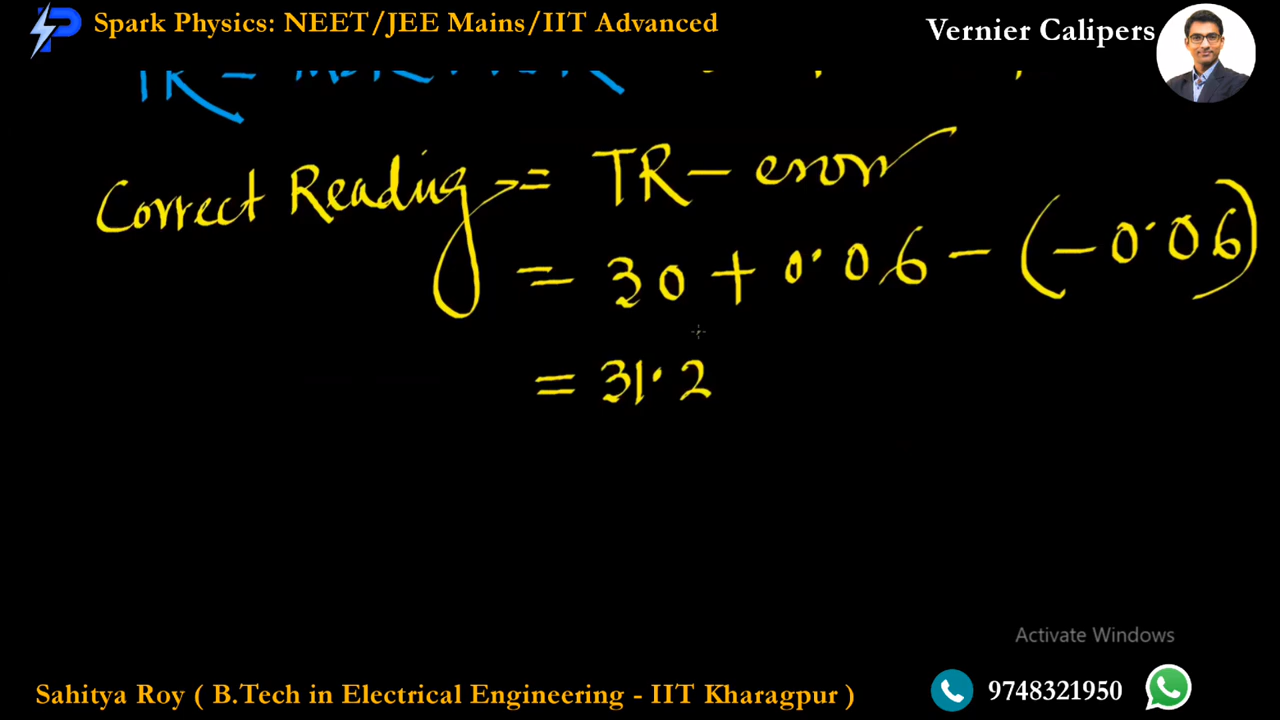 Spark Physics: NEET/JEE Mains/IIT Advanced
Vernier Calipers
Correct Reading = TR - error
= 30 + 0.06 - (-0.06)
= 31.2
Activate Windows
Sahitya Roy ( B.Tech in Electrical Engineering - IIT Kharagpur )
9748321950